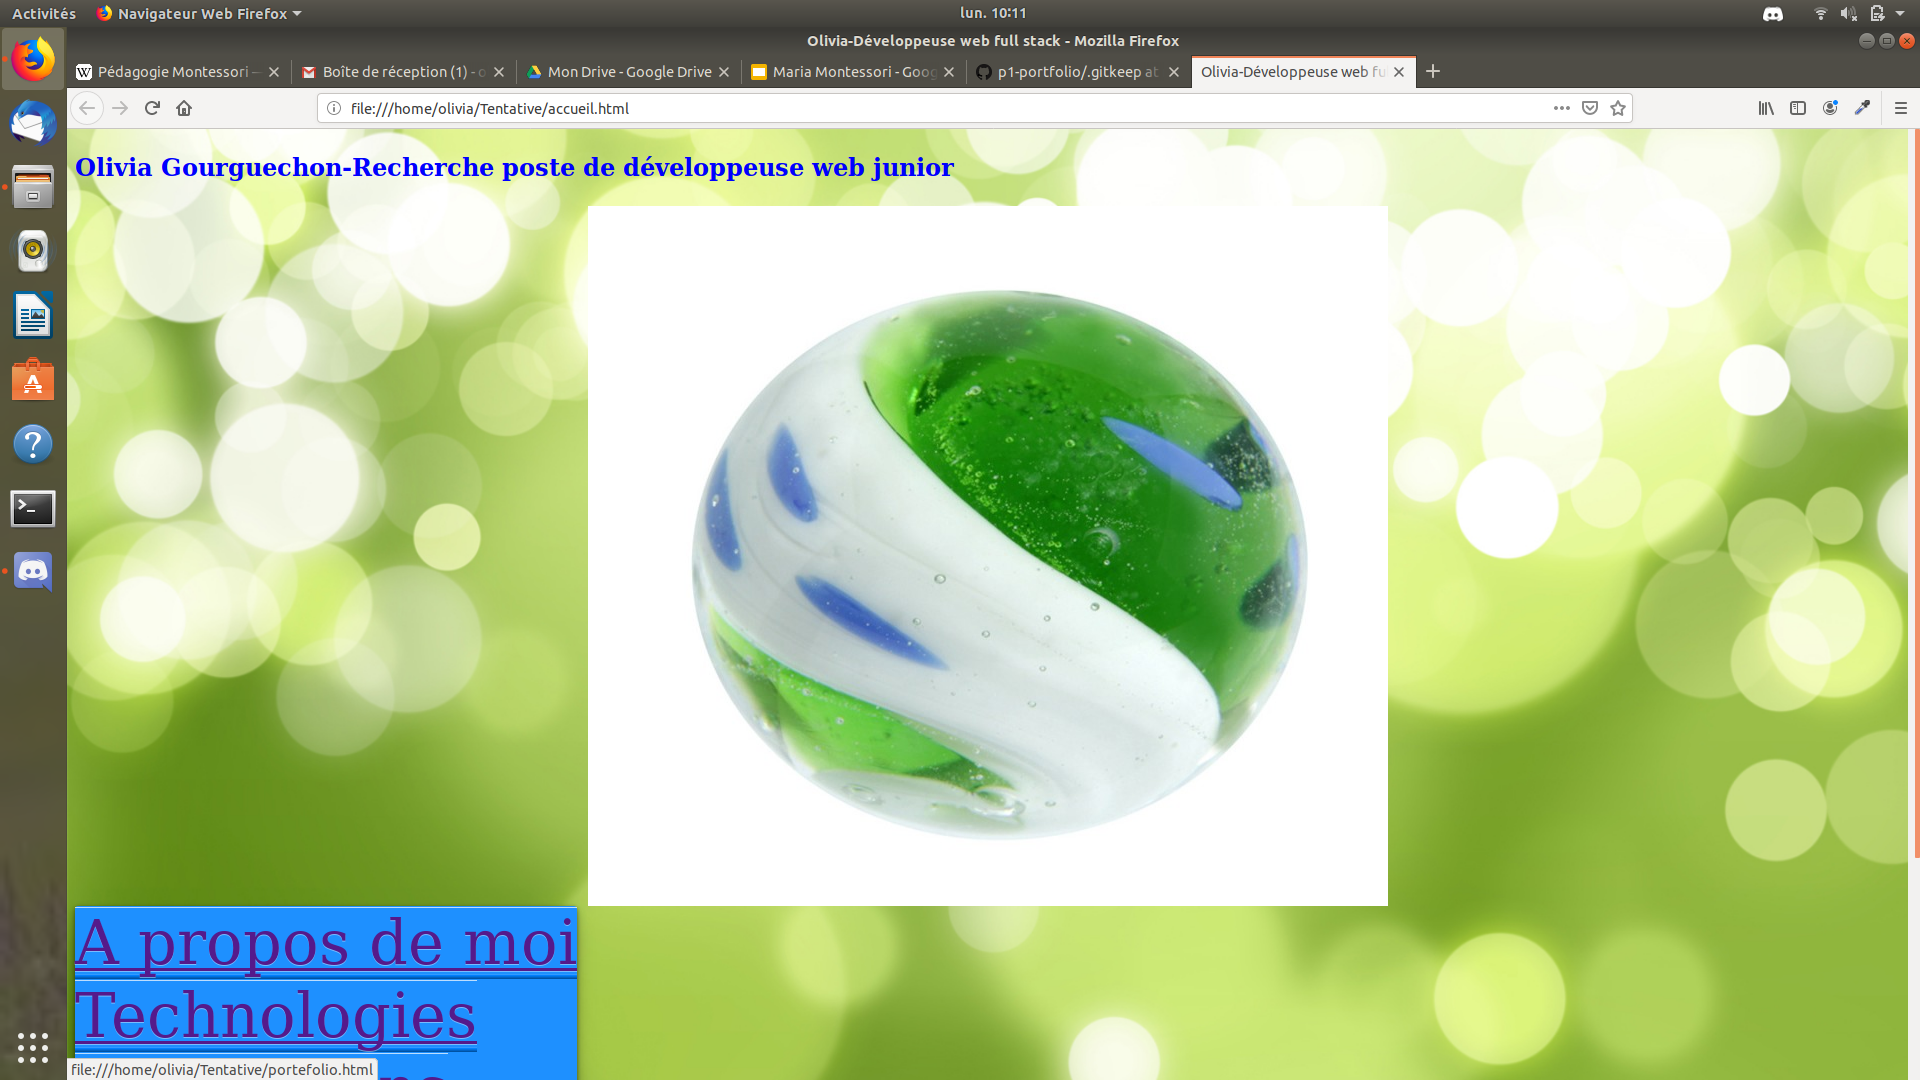 Activités
Navigateur Web Firefox
lun. 10:11
Olivia-Développeuse web full stack - Mozilla Firefox
Pédagogie Montessori –
Boîte de réception (1) - o
Mon Drive - Google Drive
Maria Montessori - Goog
p1-portfolio/.gitkeep at
Olivia-Développeuse web fu
file:///home/olivia/Tentative/accueil.html
Olivia Gourguechon-Recherche poste de développeuse web junior
A propos de moi
Technologies
file:///home/olivia/Tentative/portefolio.html